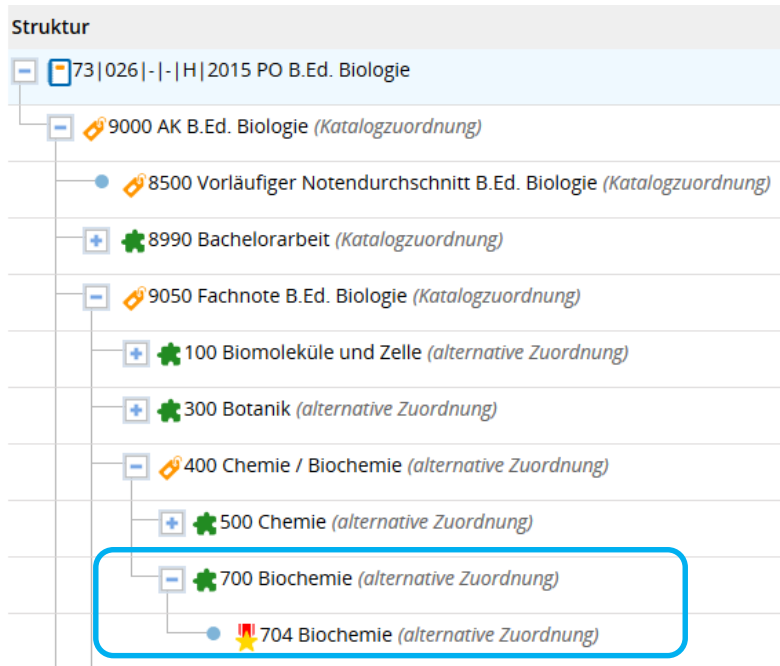 Struktur
73|026|-|-|H|2015 PO B.Ed. Biologie
9000 AK B.Ed. Biologie (Katalogzuordnung)
8500 Vorläufiger Notendurchschnitt B.Ed. Biologie (Katalogzuordnung)
8990 Bachelorarbeit (Katalogzuordnung)
9050 Fachnote B.Ed. Biologie (Katalogzuordnung)
100 Biomoleküle und Zelle (alternative Zuordnung)
300 Botanik (alternative Zuordnung)
400 Chemie / Biochemie (alternative Zuordnung)
500 Chemie (alternative Zuordnung)
700 Biochemie (alternative Zuordnung)
704 Biochemie (alternative Zuordnung)